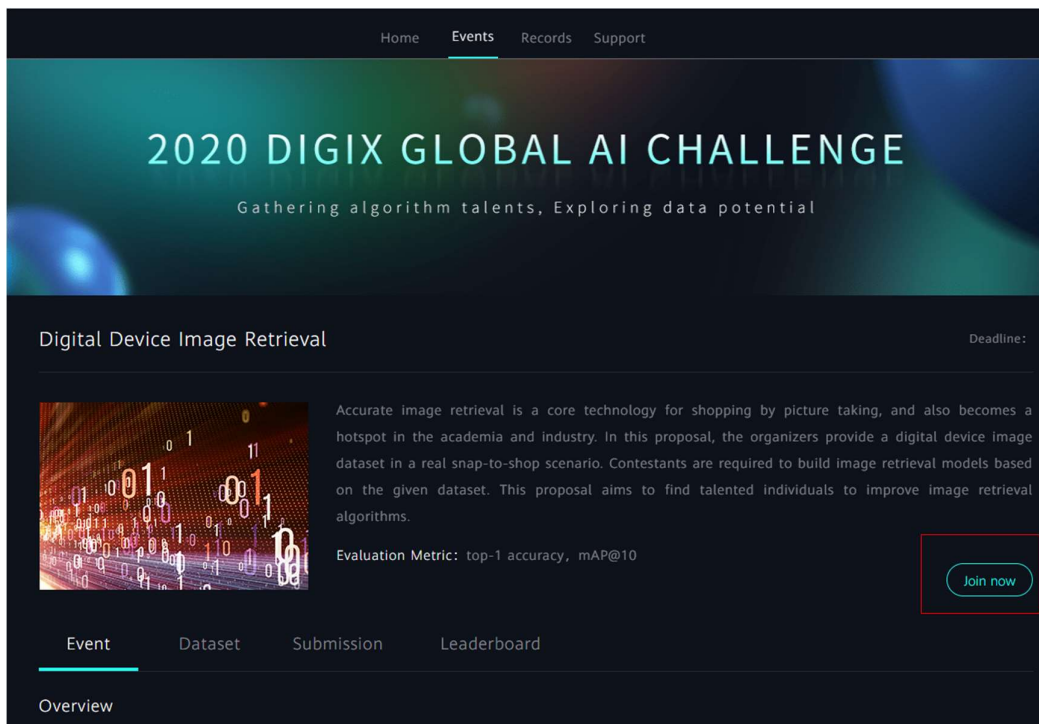 Home Events Records Support
2020 DIGIX GLOBAL AI CHALLENGE
Gathering algorithm talents, Exploring data potential
Digital Device Image Retrieval
Deadline:
Accurate image retrieval is a core technology for shopping by picture taking, and also becomes a
hotspot in the academia and industry. In this proposal, the organizers provide a digital device image
dataset in a real snap-to-shop scenario. Contestants are required to build image retrieval models based
on the given dataset. This proposal aims to find talented individuals to improve image retrieval
algorithms.
Evaluation Metric: top-1 accuracy, mAP@10
Join now
Event Dataset Submission Leaderboard
Overview